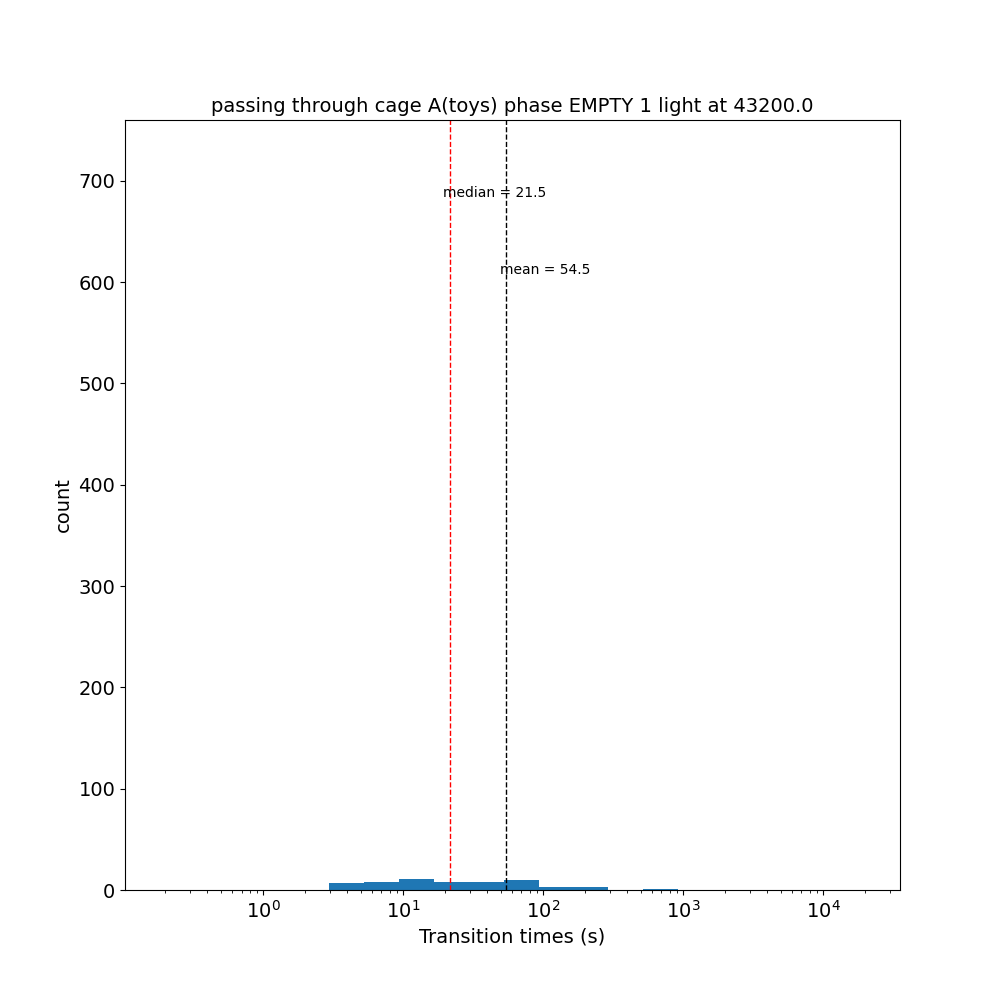 passing through cage A(toys) phase EMPTY 1 light at 43200.0
700
median = 21.5
mean = 54.5
600
500
400
count
300
200
100
0
10⁰ 10¹ 10² 10³ 10⁴
Transition times (s)